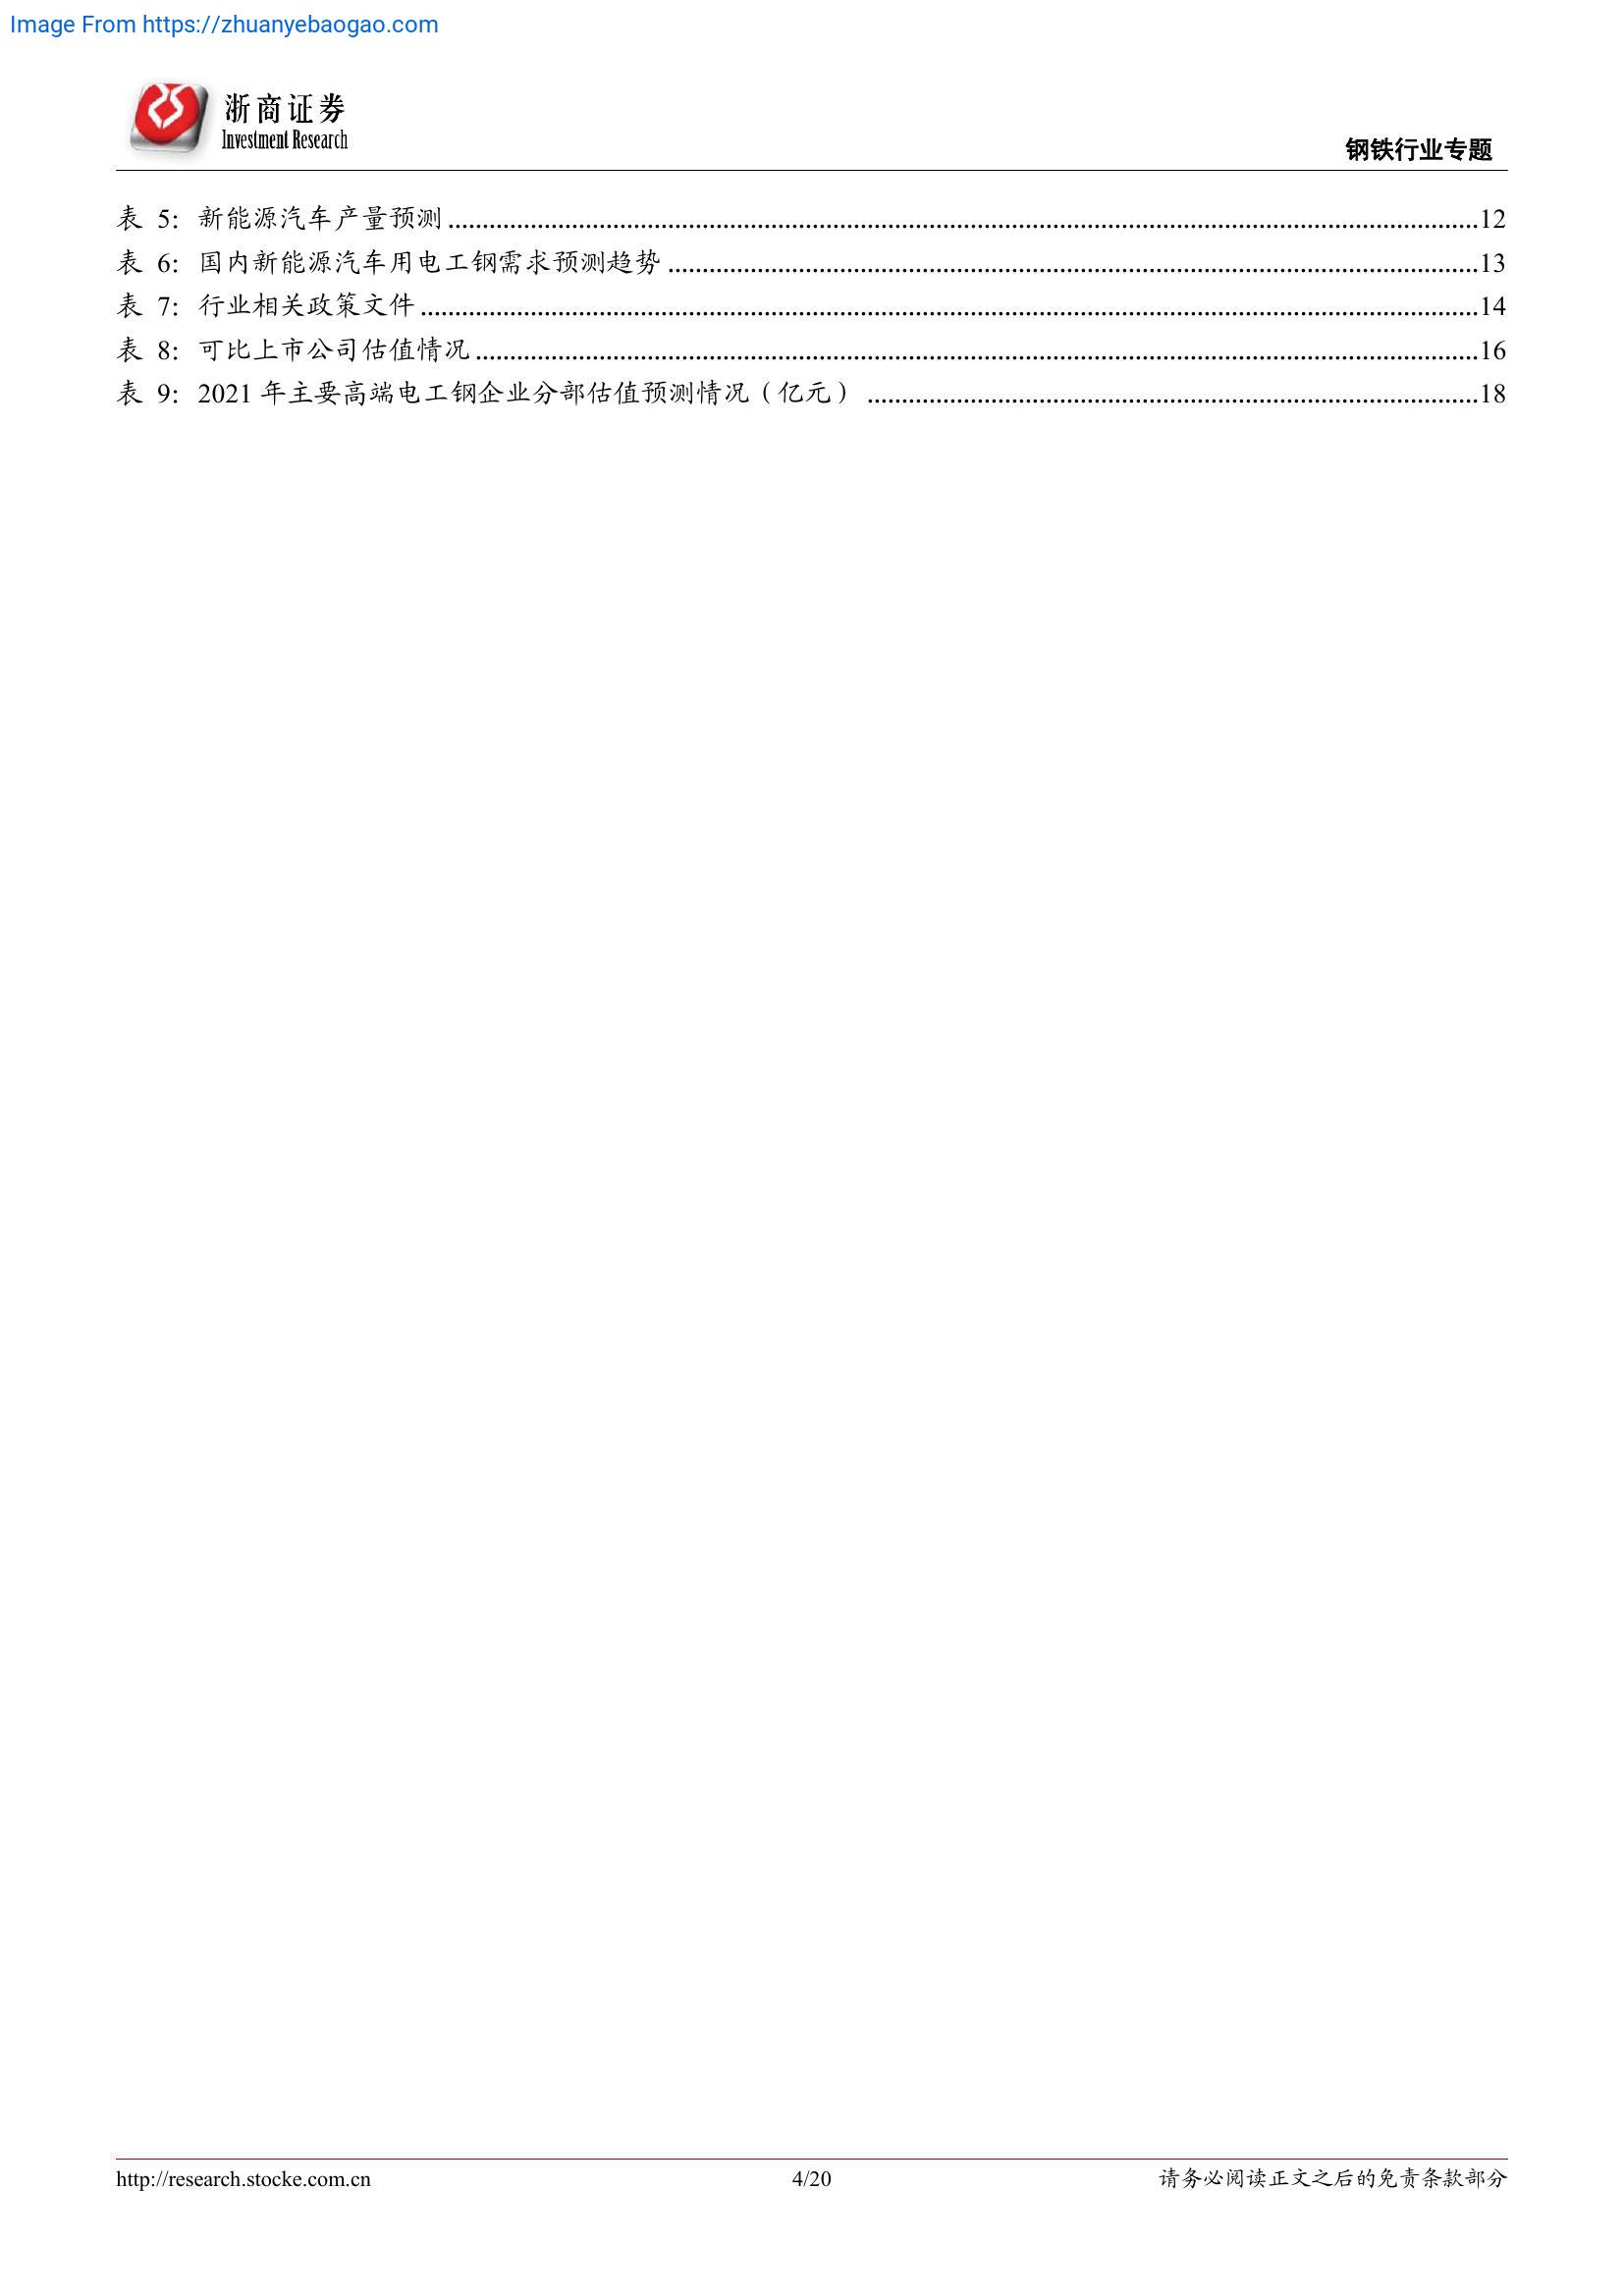 Image From https://zhuanyebaogao.com
浙商证券
Investment Research
钢铁行业专题
表 5: 新能源汽车产量预测 ........ 12
表 6: 国内新能源汽车用电工钢需求预测趋势 ........ 13
表 7: 行业相关政策文件 ........ 14
表 8: 可比上市公司估值情况 ........ 16
表 9: 2021 年主要高端电工钢企业分部估值预测情况（亿元） ........ 18
http://research.stocke.com.cn 4/20 请务必阅读正文之后的免责条款部分